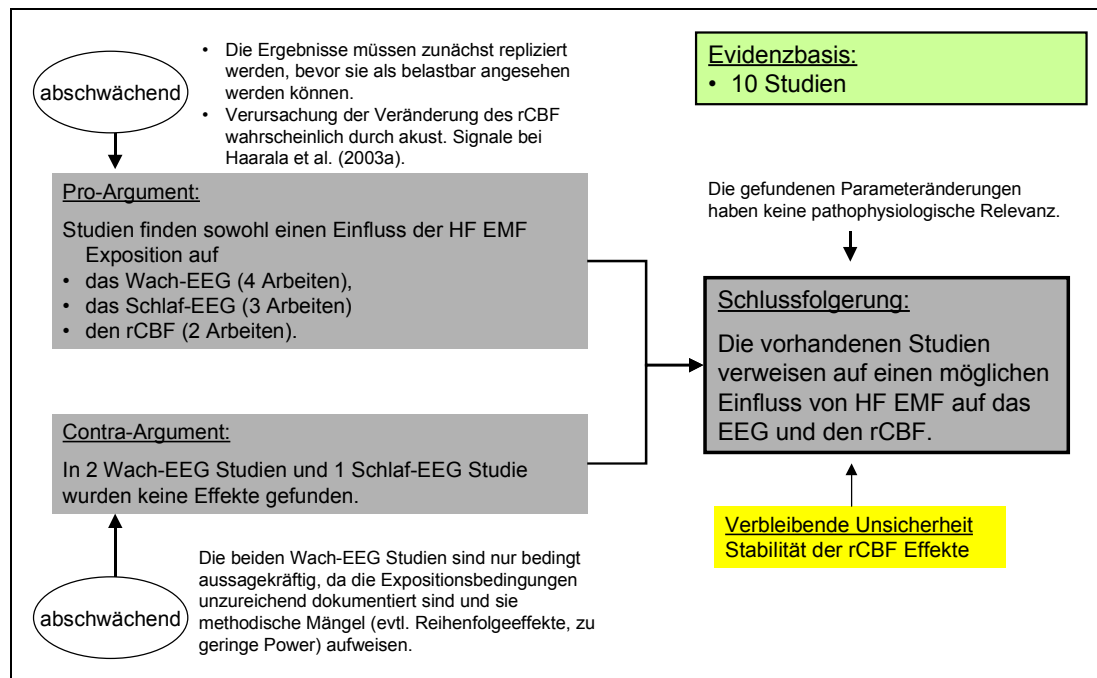 abschwächend
• Die Ergebnisse müssen zunächst repliziert
werden, bevor sie als belastbar angesehen
werden können.
• Verursachung der Veränderung des rCBF
wahrscheinlich durch akust. Signale bei
Haarala et al. (2003a).
Evidenzbasis:
• 10 Studien
Pro-Argument:
Studien finden sowohl einen Einfluss der HF EMF
Exposition auf
• das Wach-EEG (4 Arbeiten),
• das Schlaf-EEG (3 Arbeiten)
• den rCBF (2 Arbeiten).
Die gefundenen Parameteränderungen
haben keine pathophysiologische Relevanz.
Schlussfolgerung:
Die vorhandenen Studien
verweisen auf einen möglichen
Einfluss von HF EMF auf das
EEG und den rCBF.
Contra-Argument:
In 2 Wach-EEG Studien und 1 Schlaf-EEG Studie
wurden keine Effekte gefunden.
Verbleibende Unsicherheit
Stabilität der rCBF Effekte
abschwächend
Die beiden Wach-EEG Studien sind nur bedingt
aussagekräftig, da die Expositionsbedingungen
unzureichend dokumentiert sind und sie
methodische Mängel (evtl. Reihenfolgeeffekte, zu
geringe Power) aufweisen.